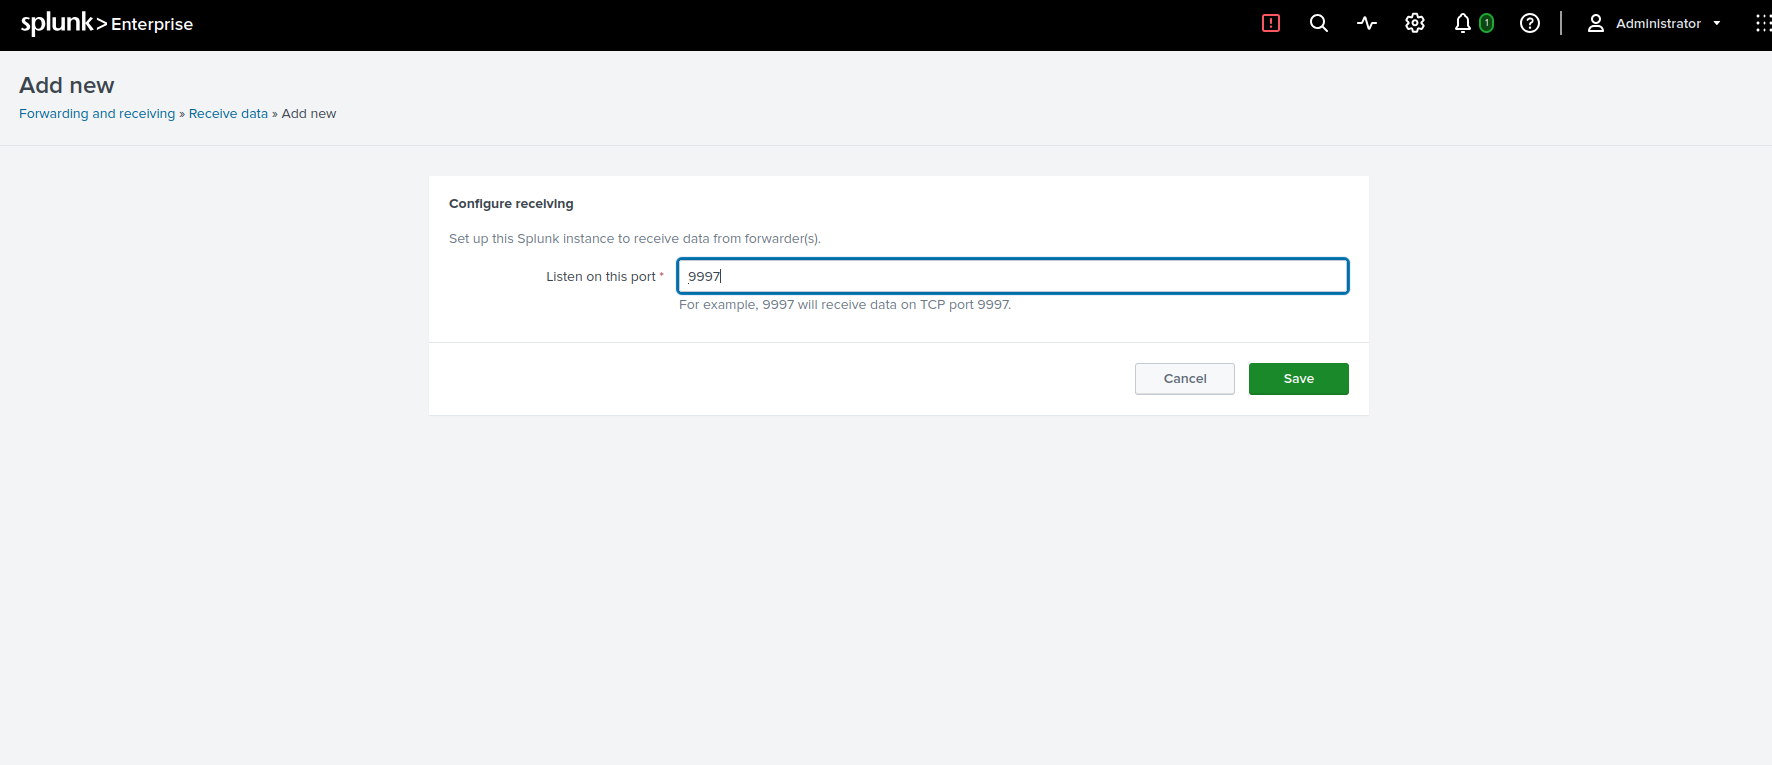 splunk> Enterprise
1
Administrator
Add new
Forwarding and receiving » Receive data » Add new
Configure receiving
Set up this Splunk instance to receive data from forwarder(s).
Listen on this port * 9997
For example, 9997 will receive data on TCP port 9997.
Cancel Save